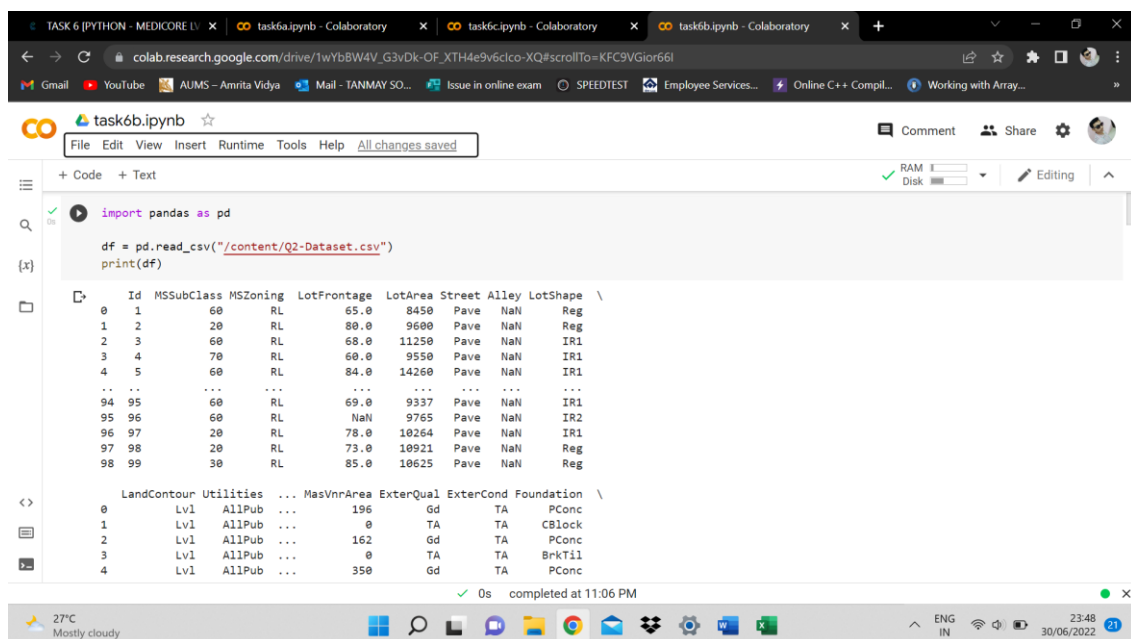 TASK 6 [PYTHON - MEDICORE LV task6a.ipynb - Colaboratory task6c.ipynb - Colaboratory task6b.ipynb - Colaboratory
colab.research.google.com/drive/1wYbBW4V_G3vDk-OF_XTH4e9v6cIco-XQ#scrollTo=KFC9VGior66I
Gmail YouTube AUMS – Amrita Vidya Mail - TANMAY SO... Issue in online exam SPEEDTEST Employee Services... Online C++ Compil... Working with Array... »
CO task6b.ipynb
Comment Share
File Edit View Insert Runtime Tools Help All changes saved
+ Code + Text
RAM
Disk
Editing
0s
import pandas as pd
{x}
df = pd.read_csv("/content/Q2-Dataset.csv")
print(df)
Id MSSubClass MSZoning LotFrontage LotArea Street Alley LotShape \
0 1 60 RL 65.0 8450 Pave NaN Reg
1 2 20 RL 80.0 9600 Pave NaN Reg
2 3 60 RL 68.0 11250 Pave NaN IR1
3 4 70 RL 60.0 9550 Pave NaN IR1
4 5 60 RL 84.0 14260 Pave NaN IR1
.. .. ... ... ... ... ... ... ...
94 95 60 RL 69.0 9337 Pave NaN IR1
95 96 60 RL NaN 9765 Pave NaN IR2
96 97 20 RL 78.0 10264 Pave NaN IR1
97 98 20 RL 73.0 10921 Pave NaN Reg
98 99 30 RL 85.0 10625 Pave NaN Reg
LandContour Utilities ... MasVnrArea ExterQual ExterCond Foundation \
0 Lvl AllPub ... 196 Gd TA PConc
1 Lvl AllPub ... 0 TA TA CBlock
2 Lvl AllPub ... 162 Gd TA PConc
3 Lvl AllPub ... 0 TA TA BrkTil
4 Lvl AllPub ... 350 Gd TA PConc
0s completed at 11:06 PM
27°C
Mostly cloudy
ENG
IN
23:48
30/06/2022
21